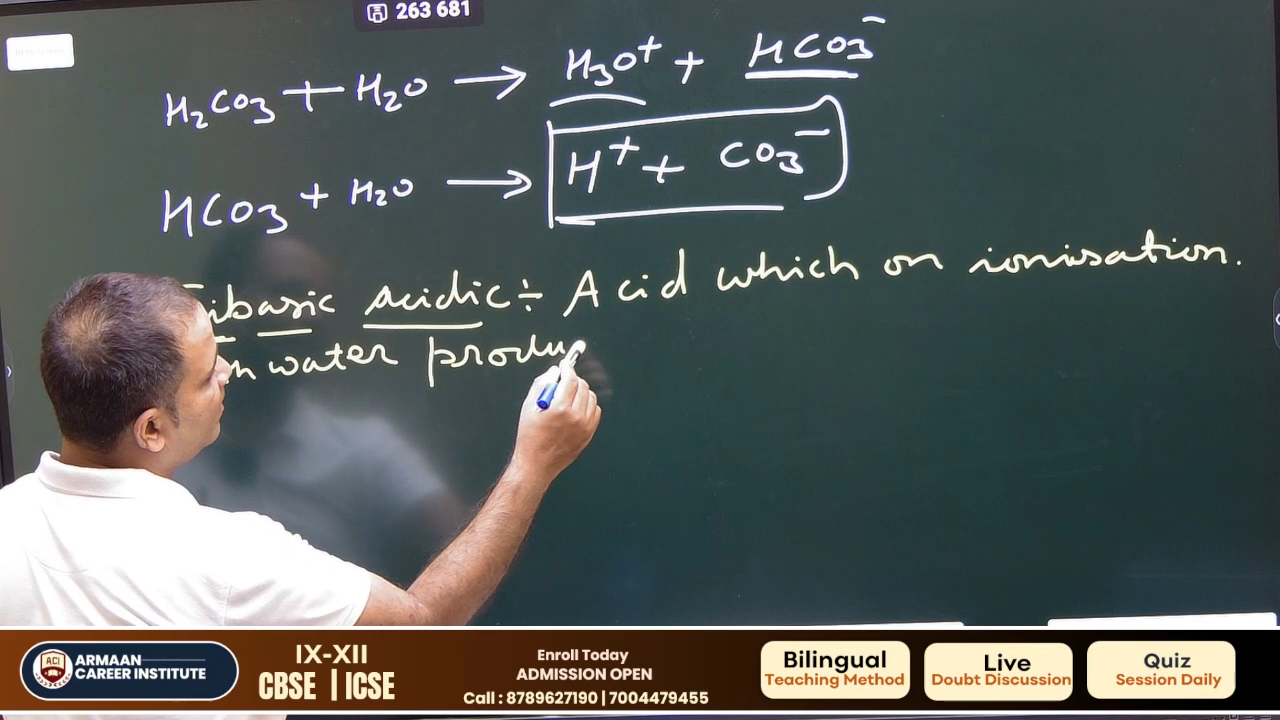 263 681
H₂CO₃ + H₂O → H₃O⁺ + HCO₃⁻
HCO₃ + H₂O → H⁺ + CO₃⁻
ibasic acidic ÷ Acid which on ionisation.
water produ
ACI
ARMAAN
CAREER INSTITUTE
IX-XII
CBSE | ICSE
Enroll Today
ADMISSION OPEN
Call : 8789627190 | 7004479455
Bilingual
Teaching Method
Live
Doubt Discussion
Quiz
Session Daily